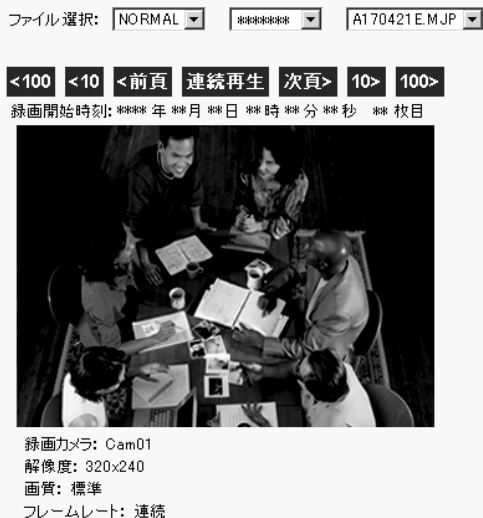 ファイル選択: NORMAL ******* A170421E.MJP
<100 <10 <前頁 連続再生 次頁> 10> 100>
録画開始時刻: **** 年 **月 **日 **時 **分 **秒 ** 枚目
録画カメラ: Cam01
解像度: 320x240
画質: 標準
フレームレート: 連続